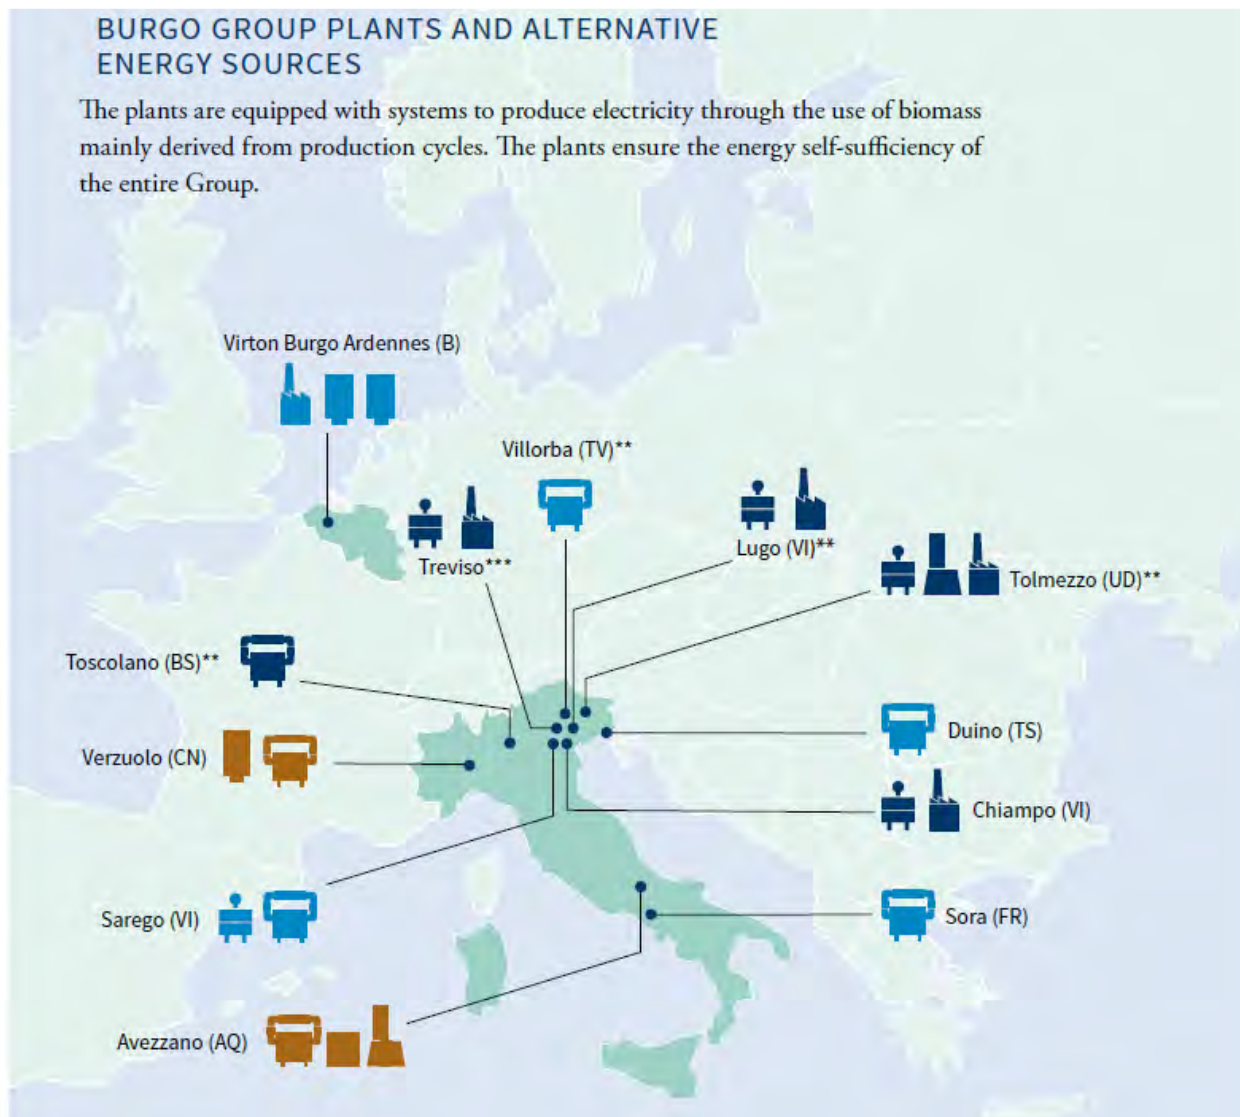 BURGO GROUP PLANTS AND ALTERNATIVE
ENERGY SOURCES
The plants are equipped with systems to produce electricity through the use of biomass
mainly derived from production cycles. The plants ensure the energy self-sufficiency of
the entire Group.
Virton Burgo Ardennes (B)
Villorba (TV)**
Lugo (VI)**
Treviso***
Tolmezzo (UD)**
Toscolano (BS)**
Duino (TS)
Verzuolo (CN)
Chiampo (VI)
Sarego (VI)
Sora (FR)
Avezzano (AQ)